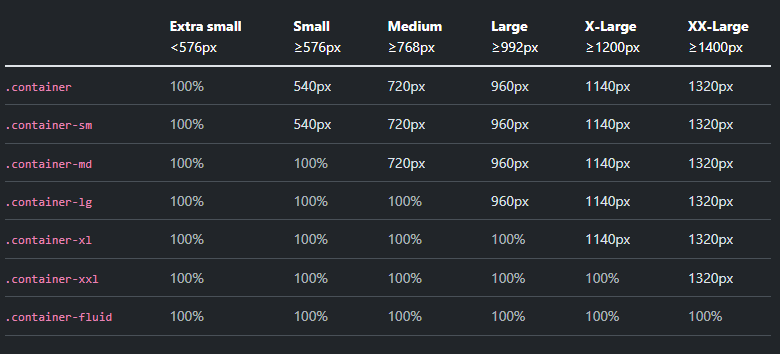 Extra small Small Medium Large X-Large XX-Large
<576px ≥576px ≥768px ≥992px ≥1200px ≥1400px
.container 100% 540px 720px 960px 1140px 1320px
.container-sm 100% 540px 720px 960px 1140px 1320px
.container-md 100% 100% 720px 960px 1140px 1320px
.container-lg 100% 100% 100% 960px 1140px 1320px
.container-xl 100% 100% 100% 100% 1140px 1320px
.container-xxl 100% 100% 100% 100% 100% 1320px
.container-fluid 100% 100% 100% 100% 100% 100%